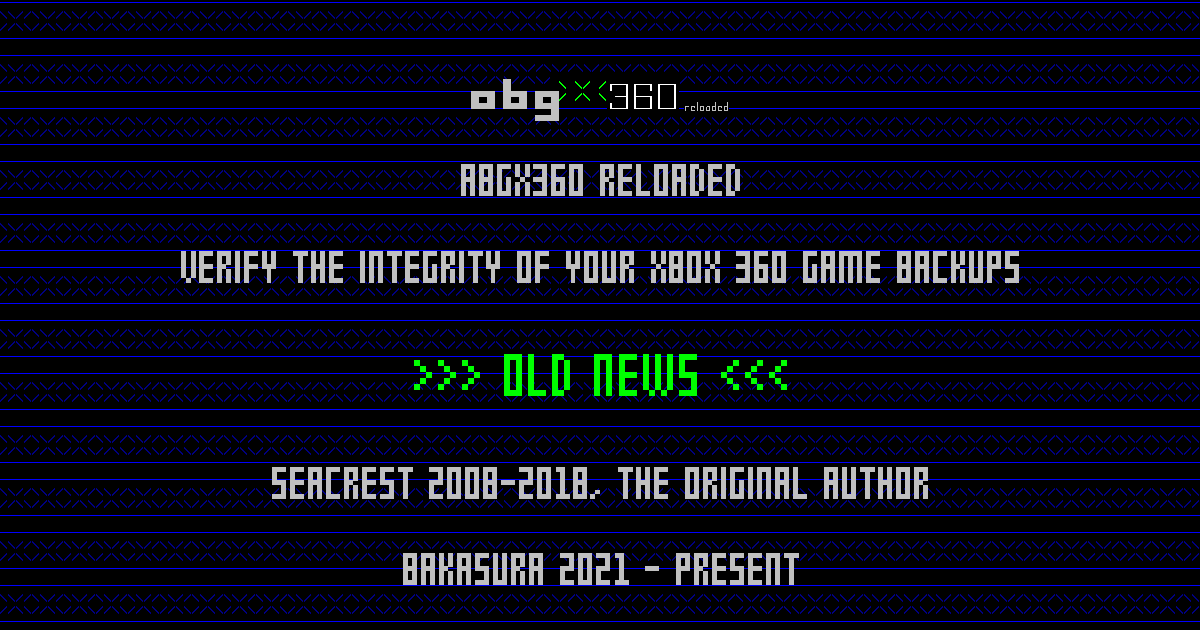 abgx360 reloaded
ABGX360 RELOADED
VERIFY THE INTEGRITY OF YOUR XBOX 360 GAME BACKUPS
>>> OLD NEWS <<<
SEACREST 2008-2018, THE ORIGINAL AUTHOR
BAKASURA 2021 - PRESENT